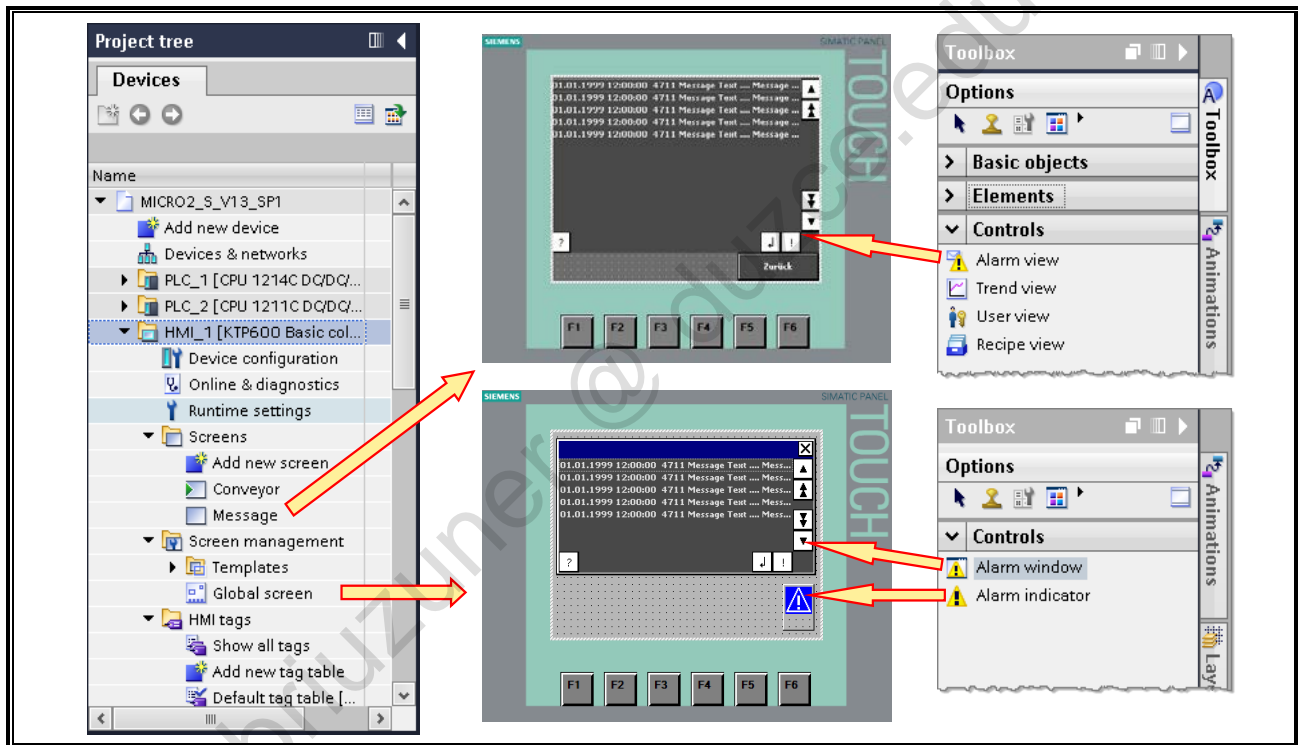 Project tree
Devices
Name
MICRO2_S_V13_SP1
Add new device
Devices & networks
PLC_1 [CPU 1214C DC/DC/...
PLC_2 [CPU 1211C DC/DC/...
HMI_1 [KTP600 Basic col...
Device configuration
Online & diagnostics
Runtime settings
Screens
Add new screen
Conveyor
Message
Screen management
Templates
Global screen
HMI tags
Show all tags
Add new tag table
Default tag table [...
SIEMENS
SIMATIC PANEL
TOUCH
01.01.1999 12:00:00 4711 Message Text .... Message ...
01.01.1999 12:00:00 4711 Message Text .... Message ...
01.01.1999 12:00:00 4711 Message Text .... Message ...
01.01.1999 12:00:00 4711 Message Text .... Message ...
01.01.1999 12:00:00 4711 Message Text .... Message ...
?
!
Zurück
F1 F2 F3 F4 F5 F6
SIEMENS
SIMATIC PANEL
TOUCH
01.01.1999 12:00:00 4711 Message Text .... Mess...
01.01.1999 12:00:00 4711 Message Text .... Mess...
01.01.1999 12:00:00 4711 Message Text .... Mess...
01.01.1999 12:00:00 4711 Message Text .... Mess...
01.01.1999 12:00:00 4711 Message Text .... Mess...
?
!
F1 F2 F3 F4 F5 F6
Toolbox
Options
Basic objects
Elements
Controls
Alarm view
Trend view
User view
Recipe view
Toolbox
Animations
Toolbox
Options
Controls
Alarm window
Alarm indicator
Animations
Lay